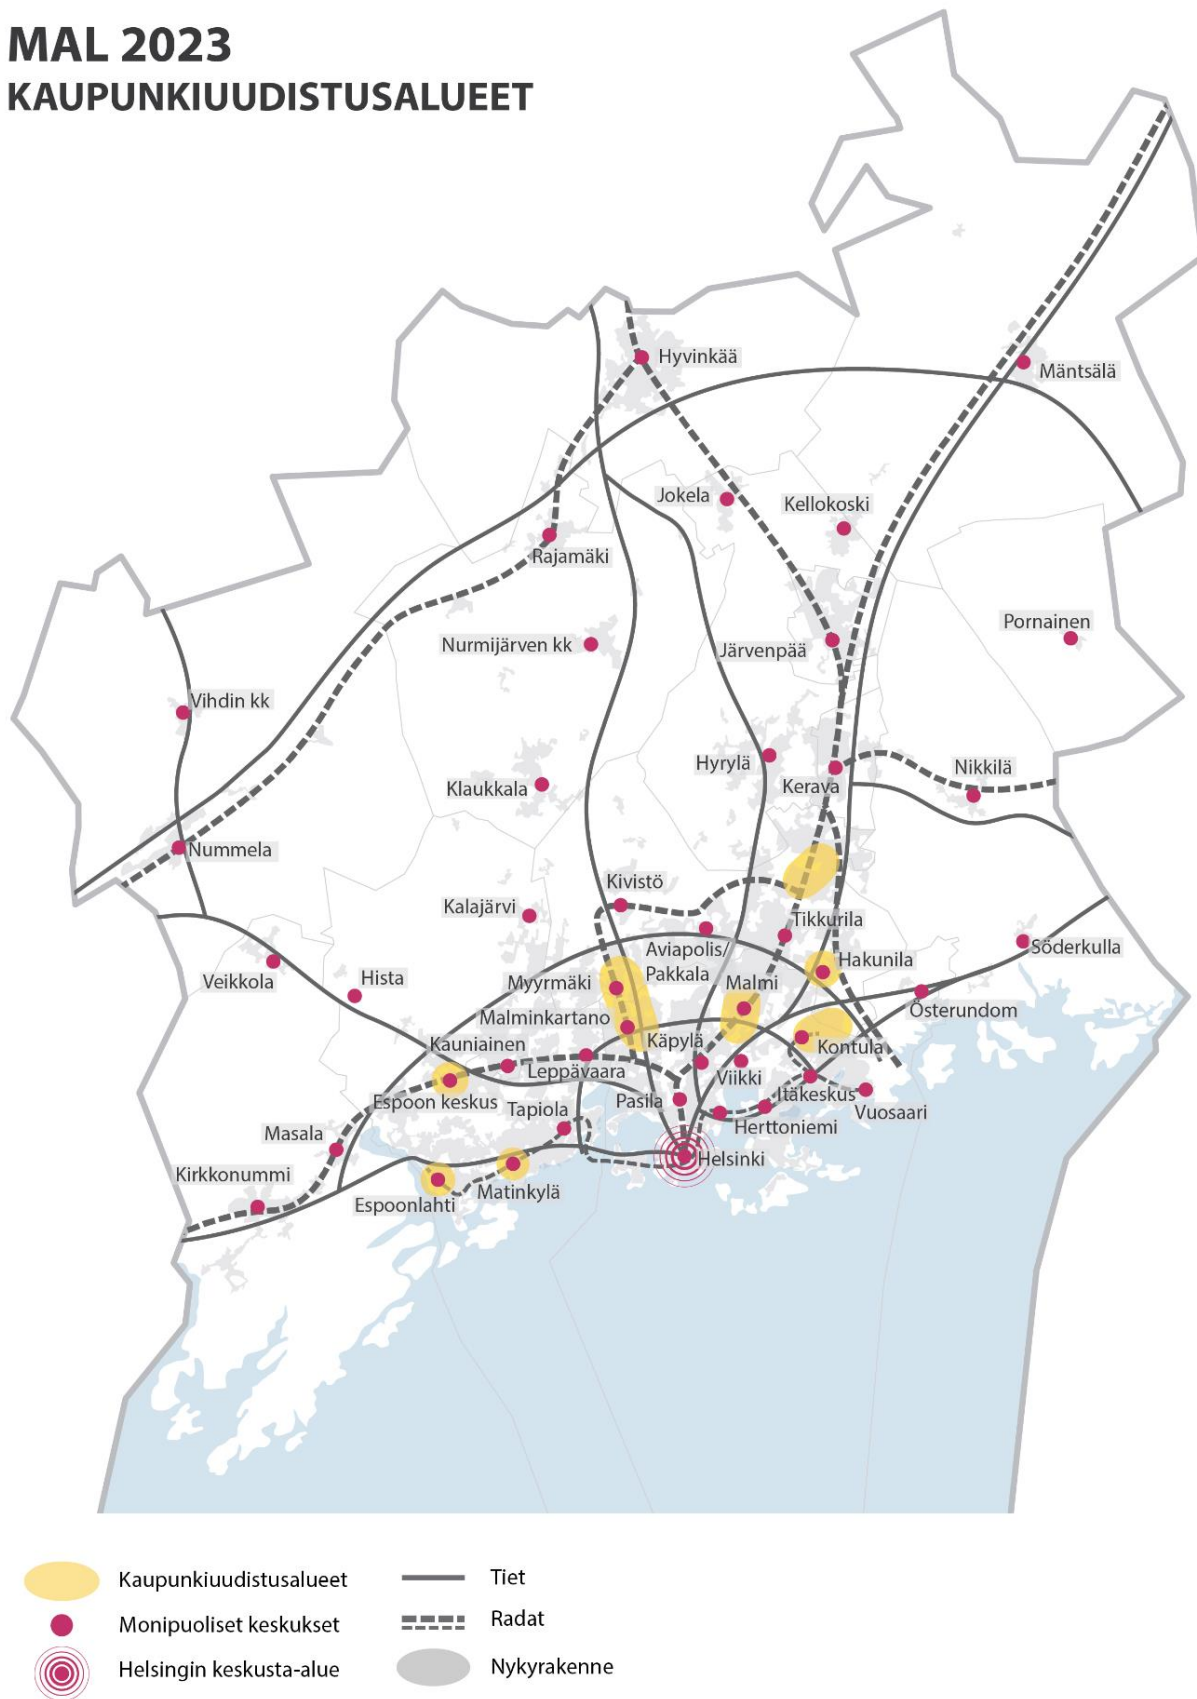 MAL 2023
KAUPUNKIUUDISTUSALUEET
Hyvinkää
Mäntsälä
Jokela
Kellokoski
Rajamäki
Pornainen
Nurmijärven kk
Järvenpää
Vihdin kk
Hyrylä
Nikkilä
Klaukkala
Kerava
Nummela
Kivistö
Kalajärvi
Tikkurila
Aviapolis/
Pakkala
Söderkulla
Hakunila
Veikkola
Hista
Myyrmäki
Malmi
Östersundom
Malminkartano
Käpylä
Kontula
Kauniainen
Leppävaara
Viikki
Itäkeskus
Espoon keskus
Pasila
Vuosaari
Tapiola
Herttoniemi
Masala
Helsinki
Kirkkonummi
Matinkylä
Espoonlahti
Kaupunkiuudistusalueet
Tiet
Monipuoliset keskukset
Radat
Helsingin keskusta-alue
Nykyrakenne